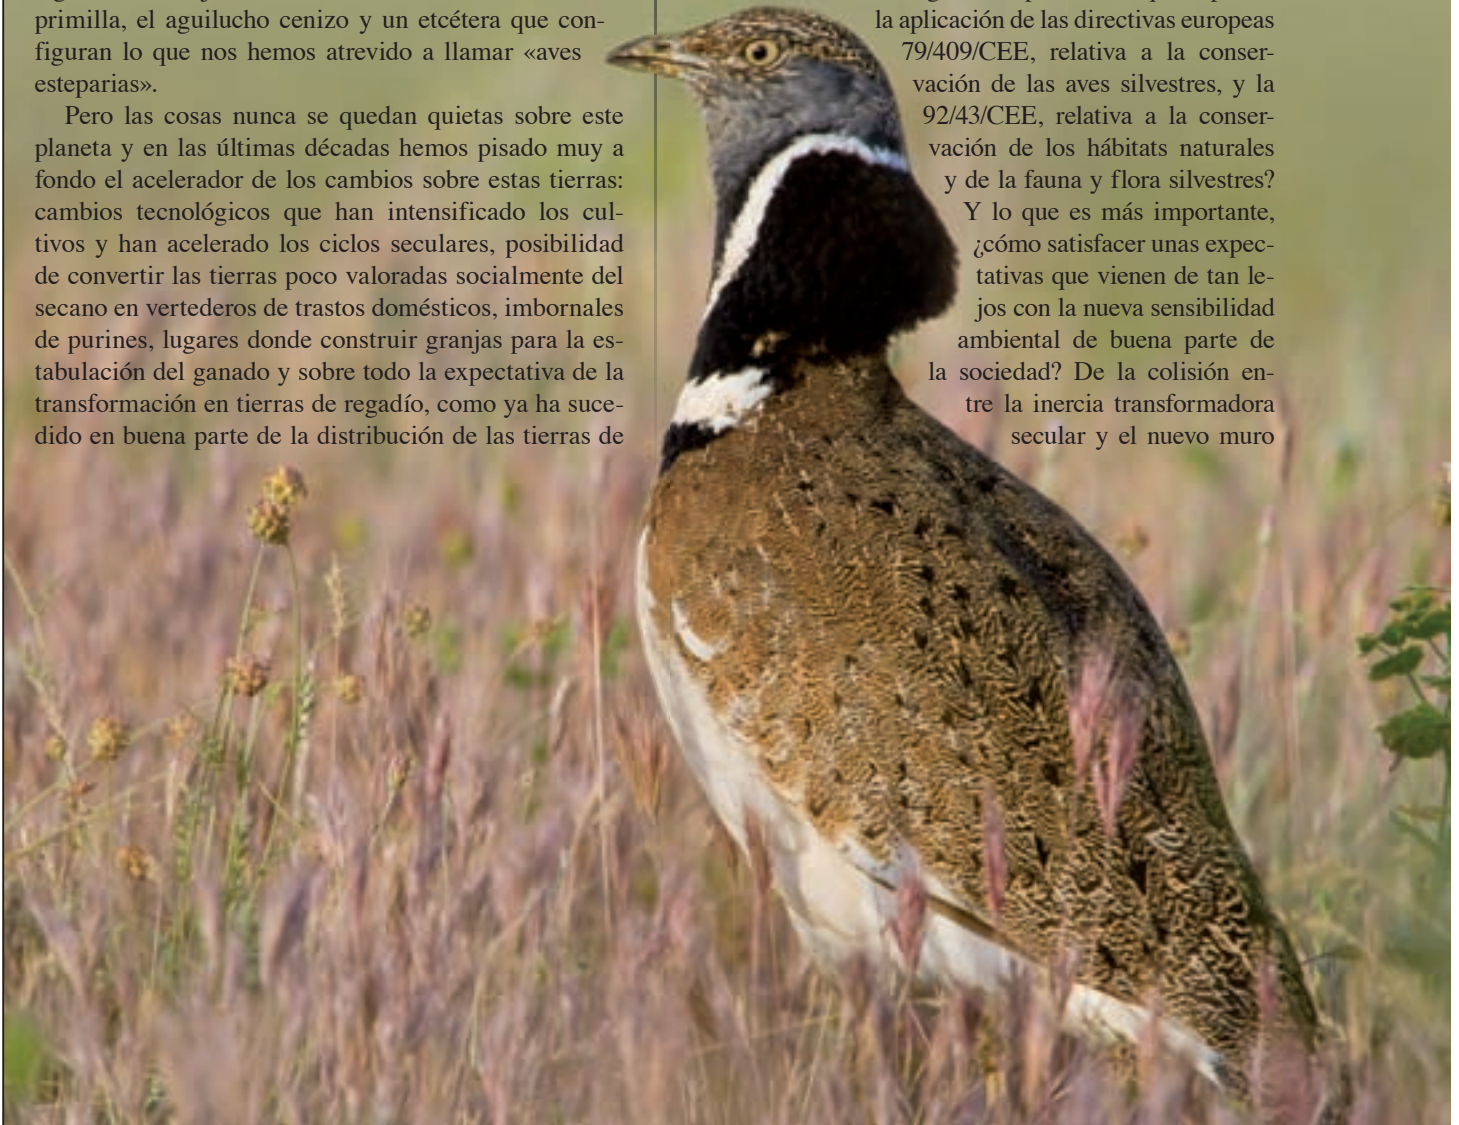 primilla, el aguilucho cenizo y un etcétera que con-
figuran lo que nos hemos atrevido a llamar «aves
esteparias».
Pero las cosas nunca se quedan quietas sobre este
planeta y en las últimas décadas hemos pisado muy a
fondo el acelerador de los cambios sobre estas tierras:
cambios tecnológicos que han intensificado los cul-
tivos y han acelerado los ciclos seculares, posibilidad
de convertir las tierras poco valoradas socialmente del
secano en vertederos de trastos domésticos, imbornales
de purines, lugares donde construir granjas para la es-
tabulación del ganado y sobre todo la expectativa de la
transformación en tierras de regadío, como ya ha suce-
dido en buena parte de la distribución de las tierras de
la aplicación de las directivas europeas
79/409/CEE, relativa a la conser-
vación de las aves silvestres, y la
92/43/CEE, relativa a la conser-
vación de los hábitats naturales
y de la fauna y flora silvestres?
Y lo que es más importante,
¿cómo satisfacer unas expec-
tativas que vienen de tan le-
jos con la nueva sensibilidad
ambiental de buena parte de
la sociedad? De la colisión en-
tre la inercia transformadora
secular y el nuevo muro